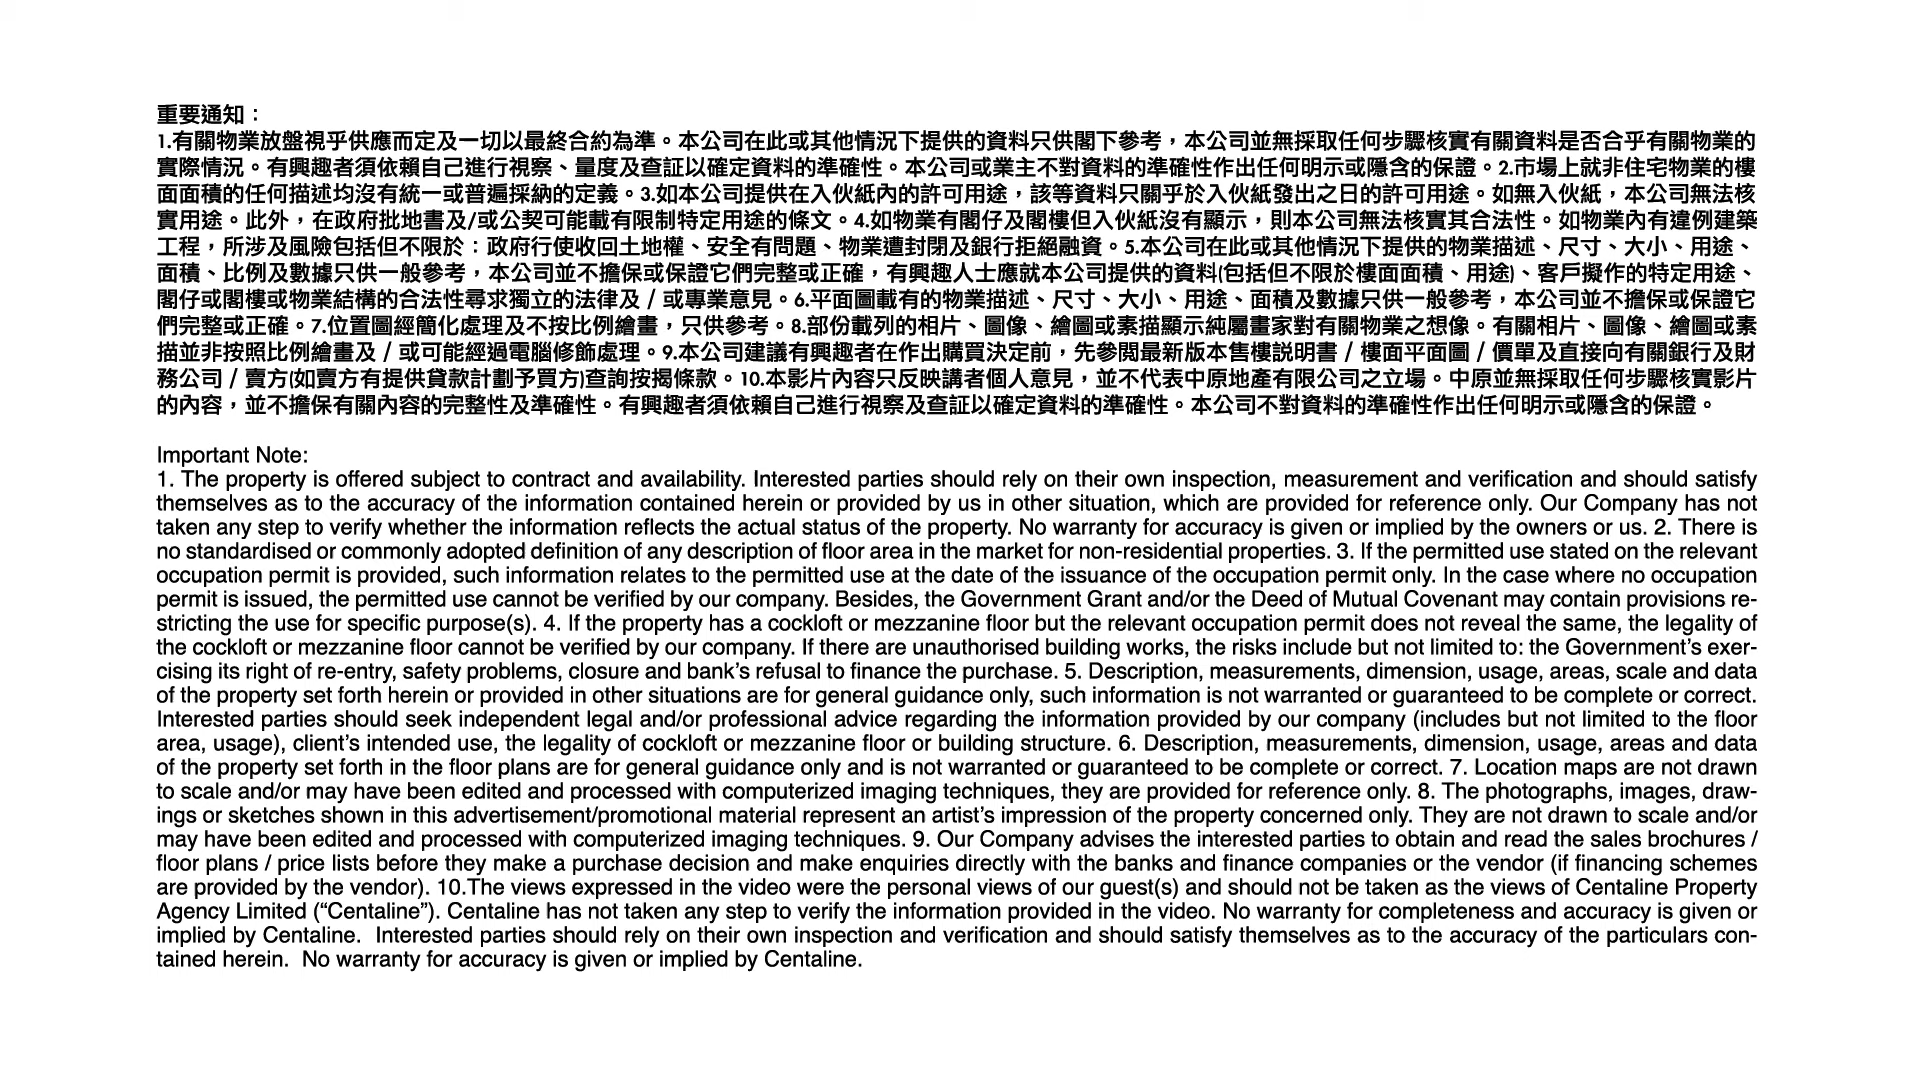 重要通知：
1.有關物業放盤視乎供應而定及一切以最終合約為準。本公司在此或其他情況下提供的資料只供閣下參考，本公司並無採取任何步驟核實有關資料是否合乎有關物業的
實際情況。有興趣者須依賴自己進行視察、量度及查証以確定資料的準確性。本公司或業主不對資料的準確性作出任何明示或隱含的保證。2.市場上就非住宅物業的樓
面面積的任何描述均沒有統一或普遍採納的定義。3.如本公司提供在入伙紙內的許可用途，該等資料只關乎於入伙紙發出之日的許可用途。如無入伙紙，本公司無法核
實用途。此外，在政府批地書及/或公契可能載有限制特定用途的條文。4.如物業有閣仔及閣樓但入伙紙沒有顯示，則本公司無法核實其合法性。如物業內有違例建築
工程，所涉及風險包括但不限於：政府行使收回土地權、安全有問題、物業遭封閉及銀行拒絕融資。5.本公司在此或其他情況下提供的物業描述、尺寸、大小、用途、
面積、比例及數據只供一般參考，本公司並不擔保或保證它們完整或正確，有興趣人士應就本公司提供的資料(包括但不限於樓面面積、用途)、客戶擬作的特定用途、
閣仔或閣樓或物業結構的合法性尋求獨立的法律及 / 或專業意見。6.平面圖載有的物業描述、尺寸、大小、用途、面積及數據只供一般參考，本公司並不擔保或保證它
們完整或正確。7.位置圖經簡化處理及不按比例繪畫，只供參考。8.部份載列的相片、圖像、繪圖或素描顯示純屬畫家對有關物業之想像。有關相片、圖像、繪圖或素
描並非按照比例繪畫及 / 或可能經過電腦修飾處理。9.本公司建議有興趣者在作出購買決定前，先參閲最新版本售樓説明書 / 樓面平面圖 / 價單及直接向有關銀行及財
務公司 / 賣方(如賣方有提供貸款計劃予買方)查詢按揭條款。10.本影片內容只反映講者個人意見，並不代表中原地產有限公司之立場。中原並無採取任何步驟核實影片
的內容，並不擔保有關內容的完整性及準確性。有興趣者須依賴自己進行視察及查証以確定資料的準確性。本公司不對資料的準確性作出任何明示或隱含的保證。
Important Note:
1. The property is offered subject to contract and availability. Interested parties should rely on their own inspection, measurement and verification and should satisfy
themselves as to the accuracy of the information contained herein or provided by us in other situation, which are provided for reference only. Our Company has not
taken any step to verify whether the information reflects the actual status of the property. No warranty for accuracy is given or implied by the owners or us. 2. There is
no standardised or commonly adopted definition of any description of floor area in the market for non-residential properties. 3. If the permitted use stated on the relevant
occupation permit is provided, such information relates to the permitted use at the date of the issuance of the occupation permit only. In the case where no occupation
permit is issued, the permitted use cannot be verified by our company. Besides, the Government Grant and/or the Deed of Mutual Covenant may contain provisions re-
stricting the use for specific purpose(s). 4. If the property has a cockloft or mezzanine floor but the relevant occupation permit does not reveal the same, the legality of
the cockloft or mezzanine floor cannot be verified by our company. If there are unauthorised building works, the risks include but not limited to: the Government’s exer-
cising its right of re-entry, safety problems, closure and bank’s refusal to finance the purchase. 5. Description, measurements, dimension, usage, areas, scale and data
of the property set forth herein or provided in other situations are for general guidance only, such information is not warranted or guaranteed to be complete or correct.
Interested parties should seek independent legal and/or professional advice regarding the information provided by our company (includes but not limited to the floor
area, usage), client’s intended use, the legality of cockloft or mezzanine floor or building structure. 6. Description, measurements, dimension, usage, areas and data
of the property set forth in the floor plans are for general guidance only and is not warranted or guaranteed to be complete or correct. 7. Location maps are not drawn
to scale and/or may have been edited and processed with computerized imaging techniques, they are provided for reference only. 8. The photographs, images, draw-
ings or sketches shown in this advertisement/promotional material represent an artist’s impression of the property concerned only. They are not drawn to scale and/or
may have been edited and processed with computerized imaging techniques. 9. Our Company advises the interested parties to obtain and read the sales brochures /
floor plans / price lists before they make a purchase decision and make enquiries directly with the banks and finance companies or the vendor (if financing schemes
are provided by the vendor). 10.The views expressed in the video were the personal views of our guest(s) and should not be taken as the views of Centaline Property
Agency Limited (“Centaline”). Centaline has not taken any step to verify the information provided in the video. No warranty for completeness and accuracy is given or
implied by Centaline.  Interested parties should rely on their own inspection and verification and should satisfy themselves as to the accuracy of the particulars con-
tained herein.  No warranty for accuracy is given or implied by Centaline.